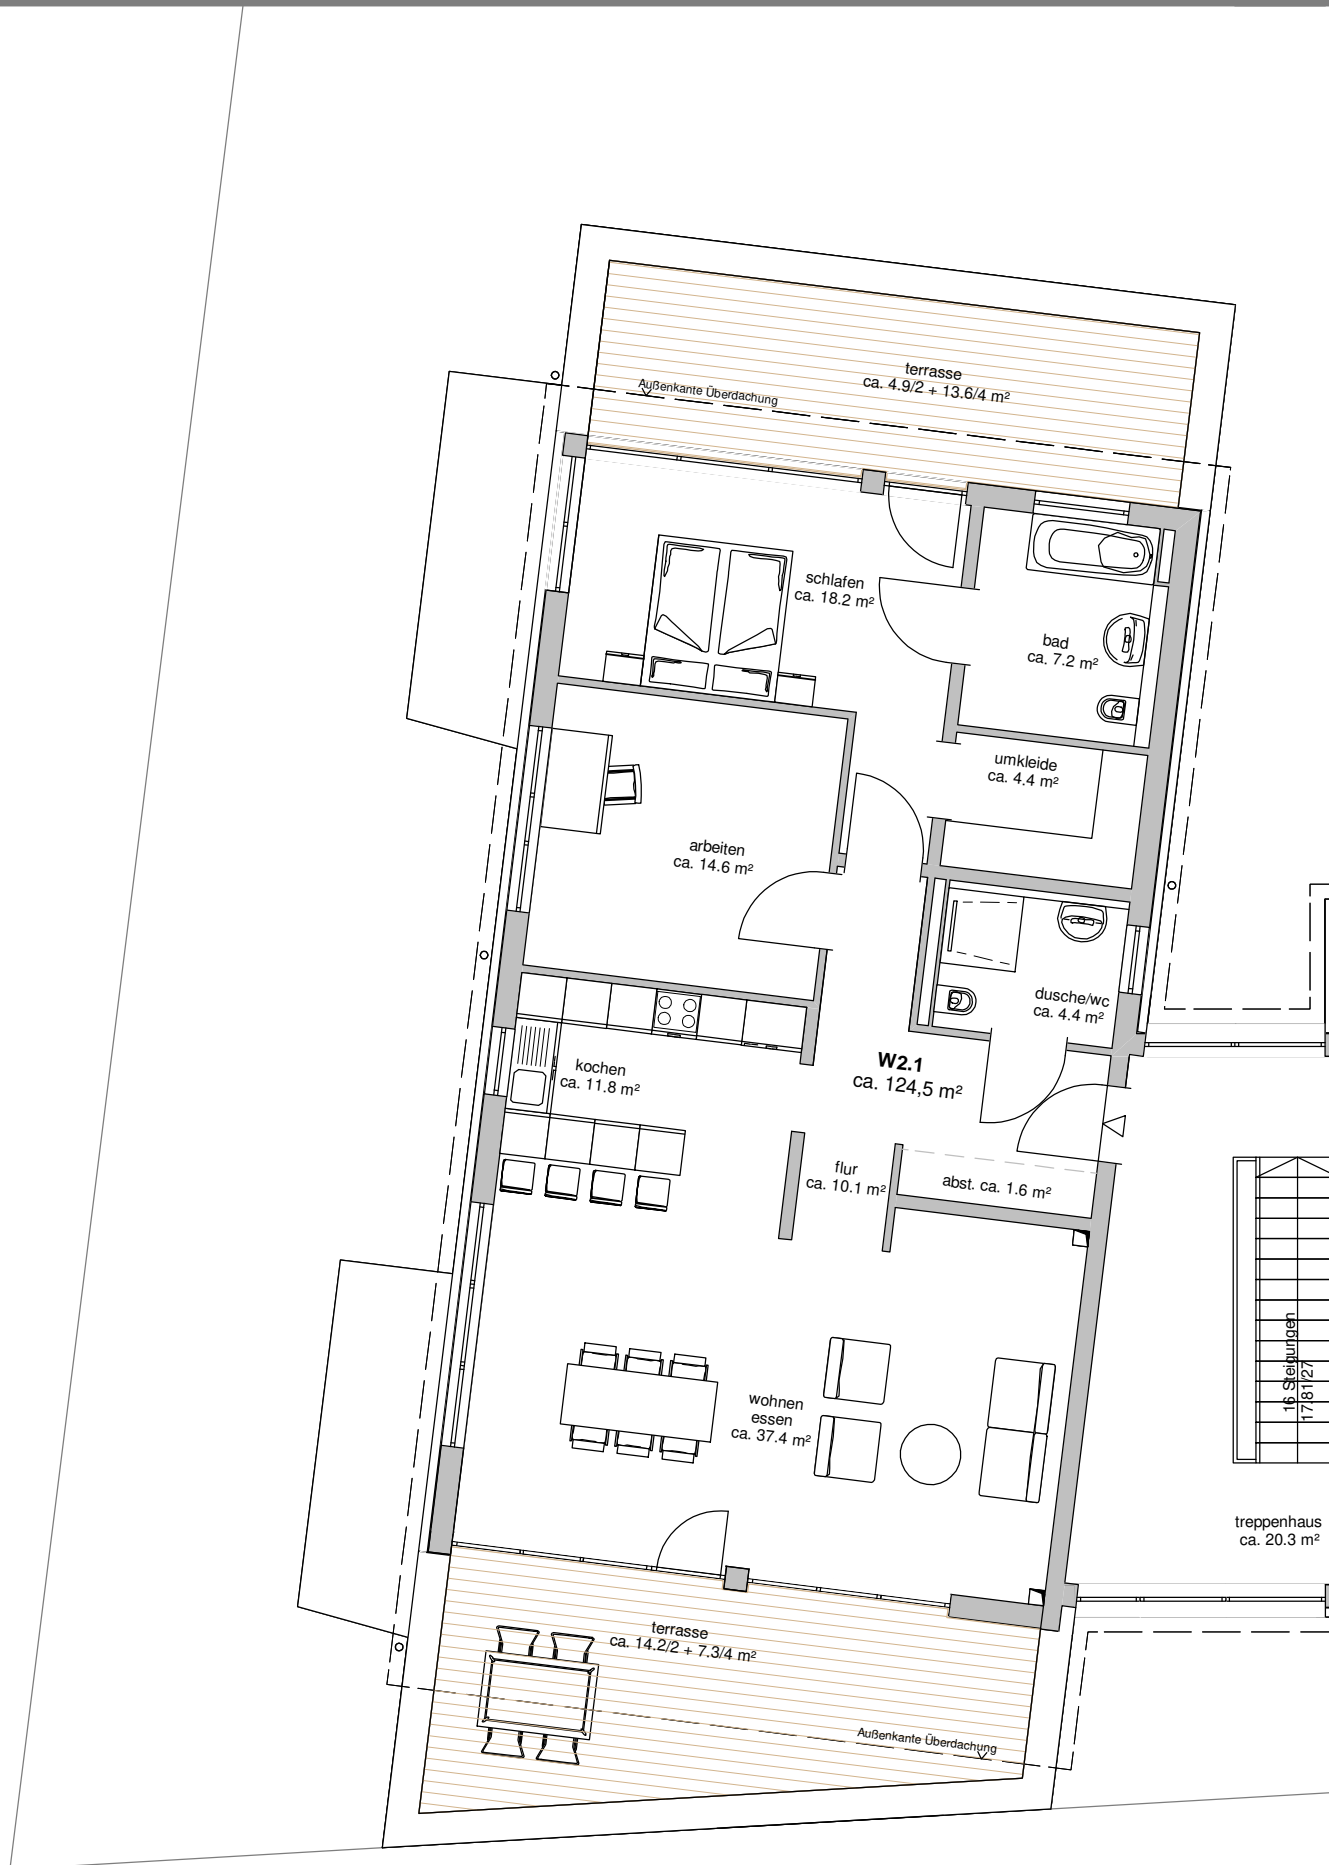 terrasse
ca. 4.9/2 + 13.6/4 m²
Außenkante Überdachung
schlafen
ca. 18.2 m²
bad
ca. 7.2 m²
umkleide
ca. 4.4 m²
arbeiten
ca. 14.6 m²
dusche/wc
ca. 4.4 m²
kochen
ca. 11.8 m²
W2.1
ca. 124,5 m²
flur
ca. 10.1 m²
abst. ca. 1.6 m²
16 Steigungen
17.81/27
wohnen
essen
ca. 37.4 m²
treppenhaus
ca. 20.3 m²
terrasse
ca. 14.2/2 + 7.3/4 m²
Außenkante Überdachung